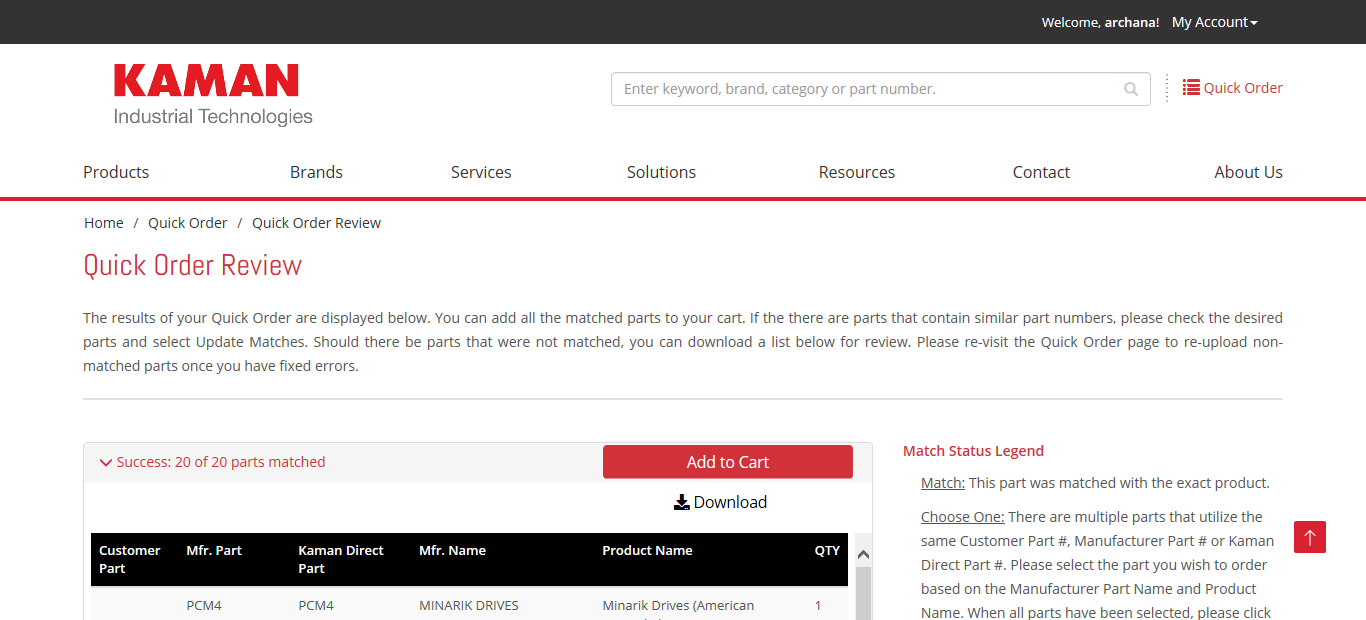 Welcome, archana! My Account
KAMAN
Industrial Technologies
Enter keyword, brand, category or part number.
Quick Order
Products Brands Services Solutions Resources Contact About Us
Home / Quick Order / Quick Order Review
Quick Order Review
The results of your Quick Order are displayed below. You can add all the matched parts to your cart. If the there are parts that contain similar part numbers, please check the desired
parts and select Update Matches. Should there be parts that were not matched, you can download a list below for review. Please re-visit the Quick Order page to re-upload non-
matched parts once you have fixed errors.
Success: 20 of 20 parts matched
Add to Cart
Download
Customer Part Mfr. Part Kaman Direct Part Mfr. Name Product Name QTY
PCM4 PCM4 MINARIK DRIVES Minarik Drives (American 1
Match Status Legend
Match: This part was matched with the exact product.
Choose One: There are multiple parts that utilize the
same Customer Part #, Manufacturer Part # or Kaman
Direct Part #. Please select the part you wish to order
based on the Manufacturer Part Name and Product
Name. When all parts have been selected, please click